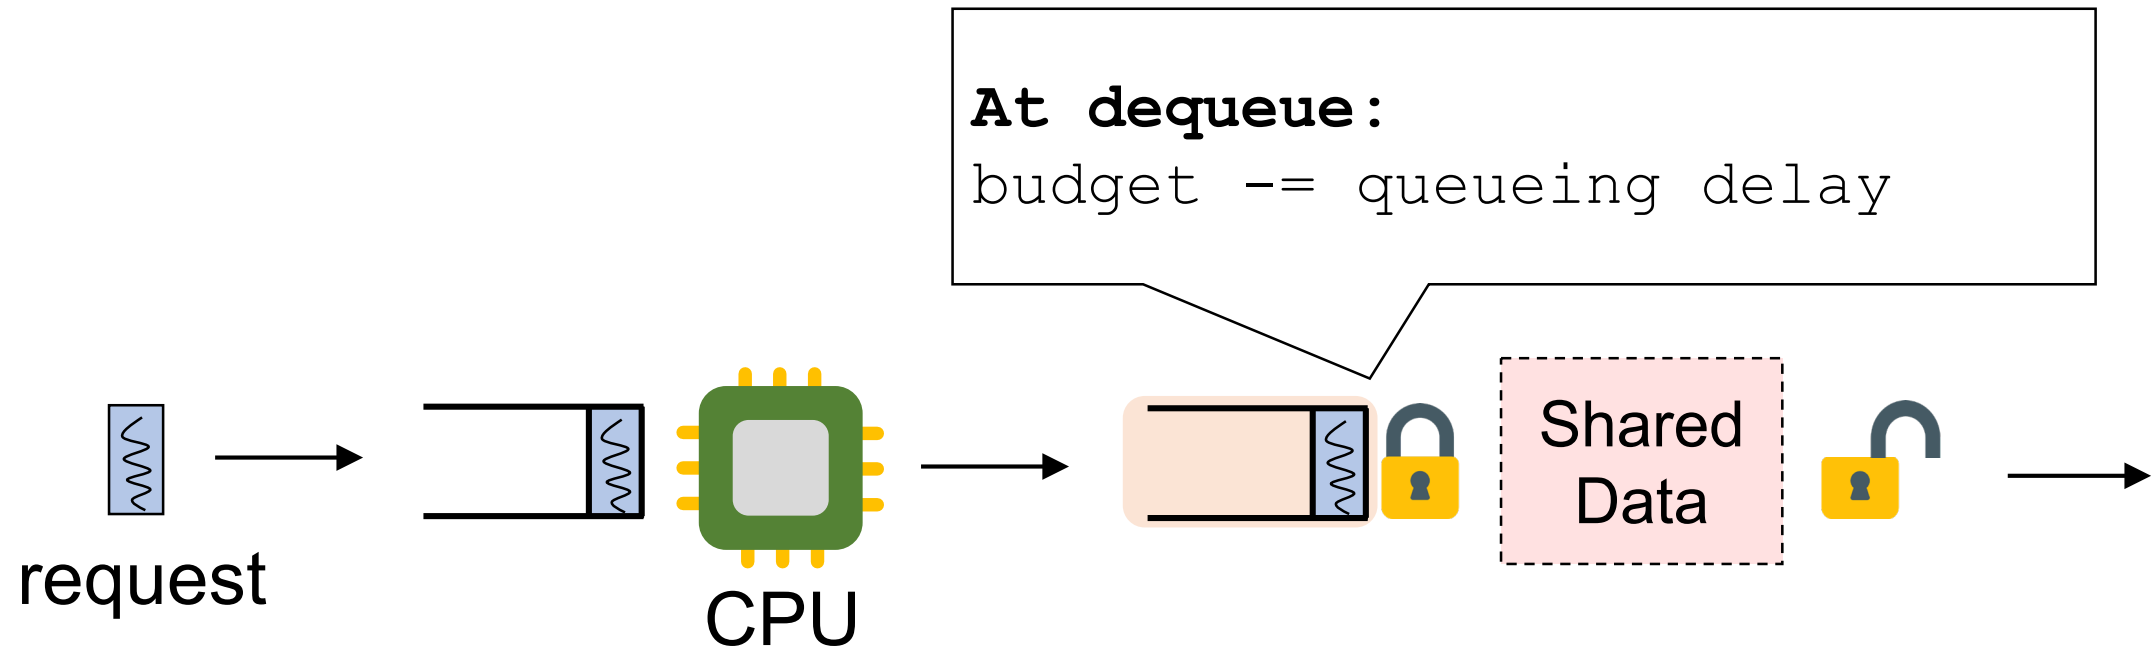 At dequeue:
budget -= queueing delay
Shared
Data
request
CPU